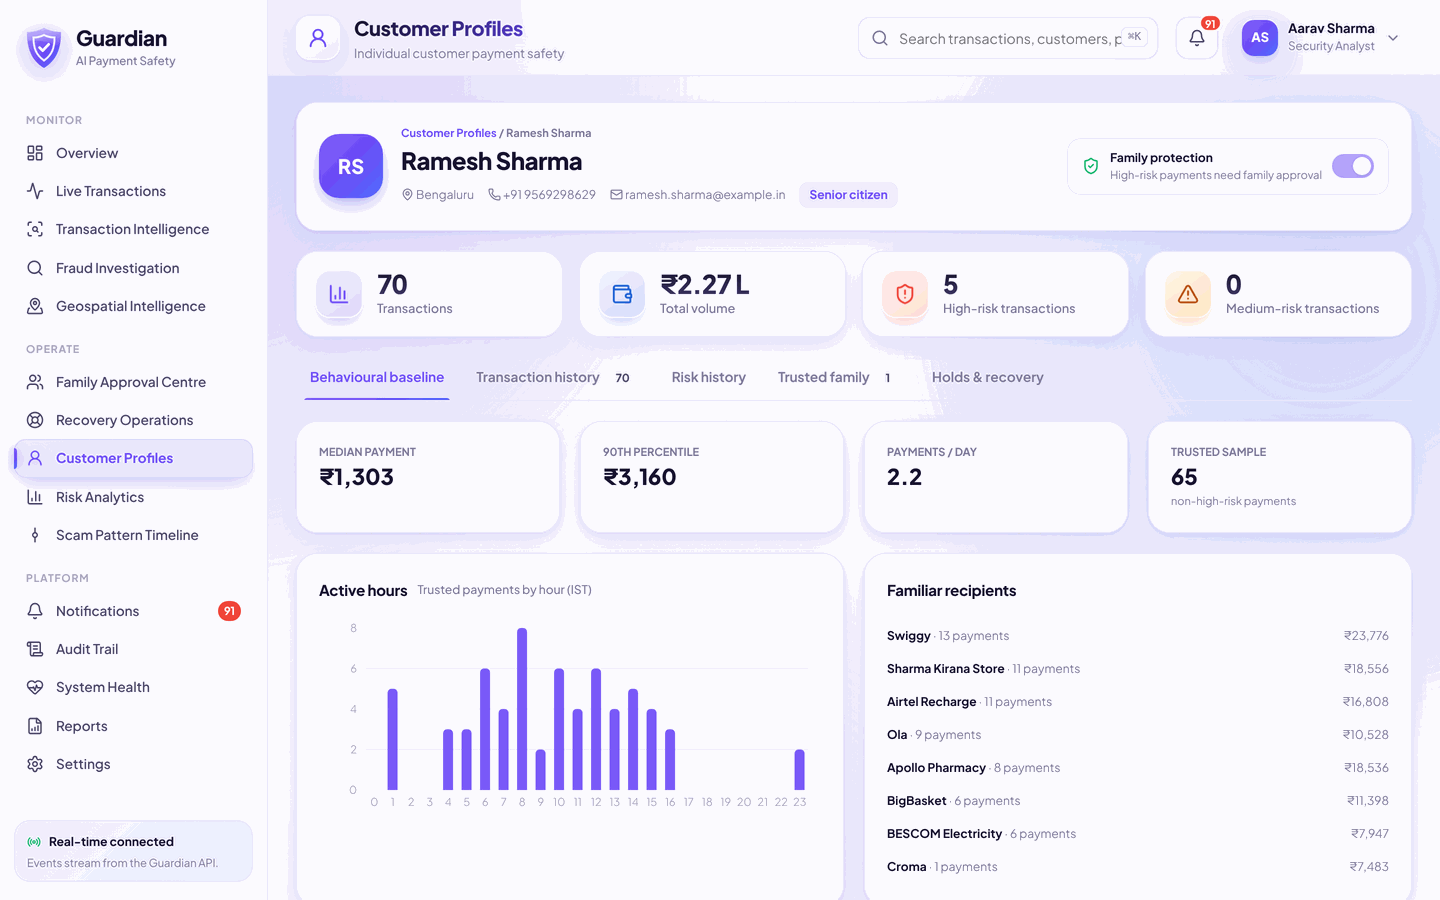 Guardian
AI Payment Safety
MONITOR
Overview
Live Transactions
Transaction Intelligence
Fraud Investigation
Geospatial Intelligence
OPERATE
Family Approval Centre
Recovery Operations
Customer Profiles
Risk Analytics
Scam Pattern Timeline
PLATFORM
Notifications 91
Audit Trail
System Health
Reports
Settings
Real-time connected
Events stream from the Guardian API.
Customer Profiles
Individual customer payment safety
Search transactions, customers, p ⌘K
91
AS
Aarav Sharma
Security Analyst
RS
Customer Profiles / Ramesh Sharma
Ramesh Sharma
Bengaluru +91 9569298629 ramesh.sharma@example.in Senior citizen
Family protection
High-risk payments need family approval
70
Transactions
₹2.27 L
Total volume
5
High-risk transactions
0
Medium-risk transactions
Behavioural baseline Transaction history 70 Risk history Trusted family 1 Holds & recovery
MEDIAN PAYMENT
₹1,303
90TH PERCENTILE
₹3,160
PAYMENTS / DAY
2.2
TRUSTED SAMPLE
65
non-high-risk payments
Active hours Trusted payments by hour (IST)
8
6
4
2
0
0 1 2 3 4 5 6 7 8 9 10 11 12 13 14 15 16 17 18 19 20 21 22 23
Familiar recipients
Swiggy · 13 payments ₹23,776
Sharma Kirana Store · 11 payments ₹18,556
Airtel Recharge · 11 payments ₹16,808
Ola · 9 payments ₹10,528
Apollo Pharmacy · 8 payments ₹18,536
BigBasket · 6 payments ₹11,398
BESCOM Electricity · 6 payments ₹7,947
Croma · 1 payments ₹7,483